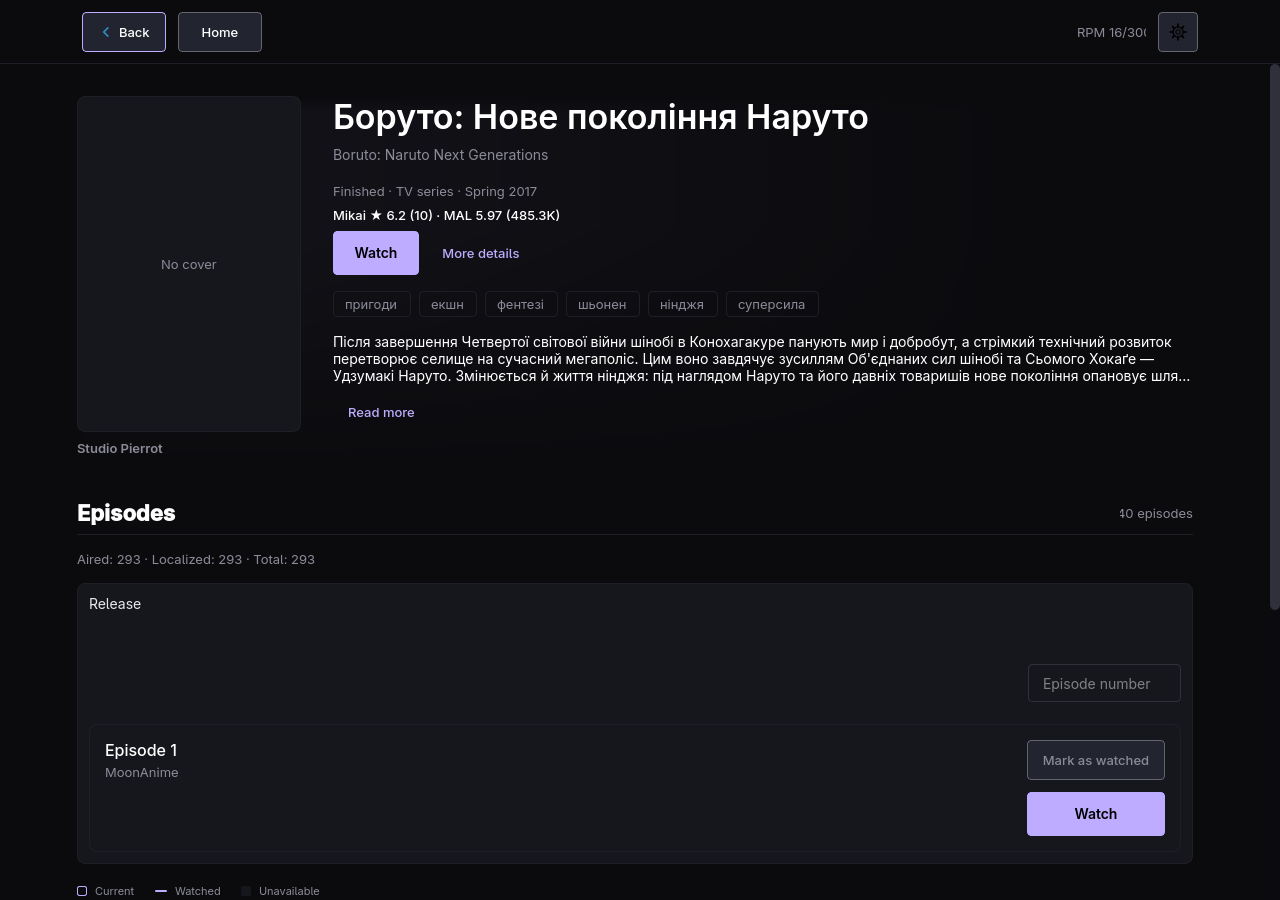 Back
Home
RPM 16/300
No cover
Studio Pierrot
Боруто: Нове покоління Наруто
Boruto: Naruto Next Generations
Finished · TV series · Spring 2017
Mikai ★ 6.2 (10) · MAL 5.97 (485.3K)
Watch
More details
пригоди
екшн
фентезі
шьонен
нінджя
суперсила
Після завершення Четвертої світової війни шінобі в Конохагакуре панують мир і добробут, а стрімкий технічний розвиток
перетворює селище на сучасний мегаполіс. Цим воно завдячує зусиллям Об'єднаних сил шінобі та Сьомого Хокаґе —
Удзумакі Наруто. Змінюється й життя нінджя: під наглядом Наруто та його давніх товаришів нове покоління опановує шля...
Read more
Episodes
40 episodes
Aired: 293 · Localized: 293 · Total: 293
Release
Episode number
Episode 1
MoonAnime
Mark as watched
Watch
Current
Watched
Unavailable